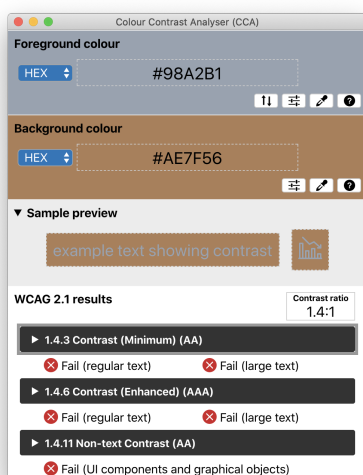 Colour Contrast Analyser (CCA)
Foreground colour
HEX #98A2B1
Background colour
HEX #AE7F56
▼ Sample preview
example text showing contrast
WCAG 2.1 results
Contrast ratio
1.4:1
▶ 1.4.3 Contrast (Minimum) (AA)
Fail (regular text) Fail (large text)
▶ 1.4.6 Contrast (Enhanced) (AAA)
Fail (regular text) Fail (large text)
▶ 1.4.11 Non-text Contrast (AA)
Fail (UI components and graphical objects)